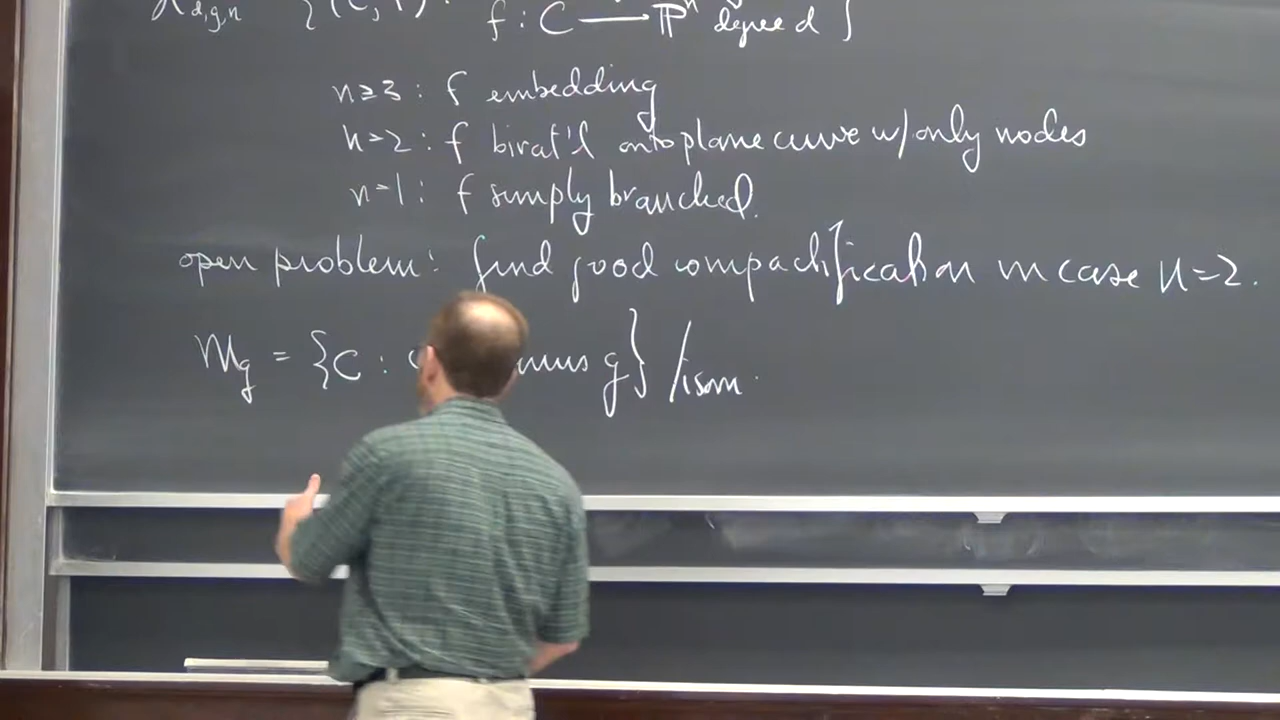 d,g,n { (C, f) :
f : C → ℙⁿ degree d }
n≥3 : f embedding
n=2 : f birat'l onto plane curve w/ only nodes
n=1 : f simply branched.
open problem: find good compactification in case n=2.
M_g = {C : g} /isom.